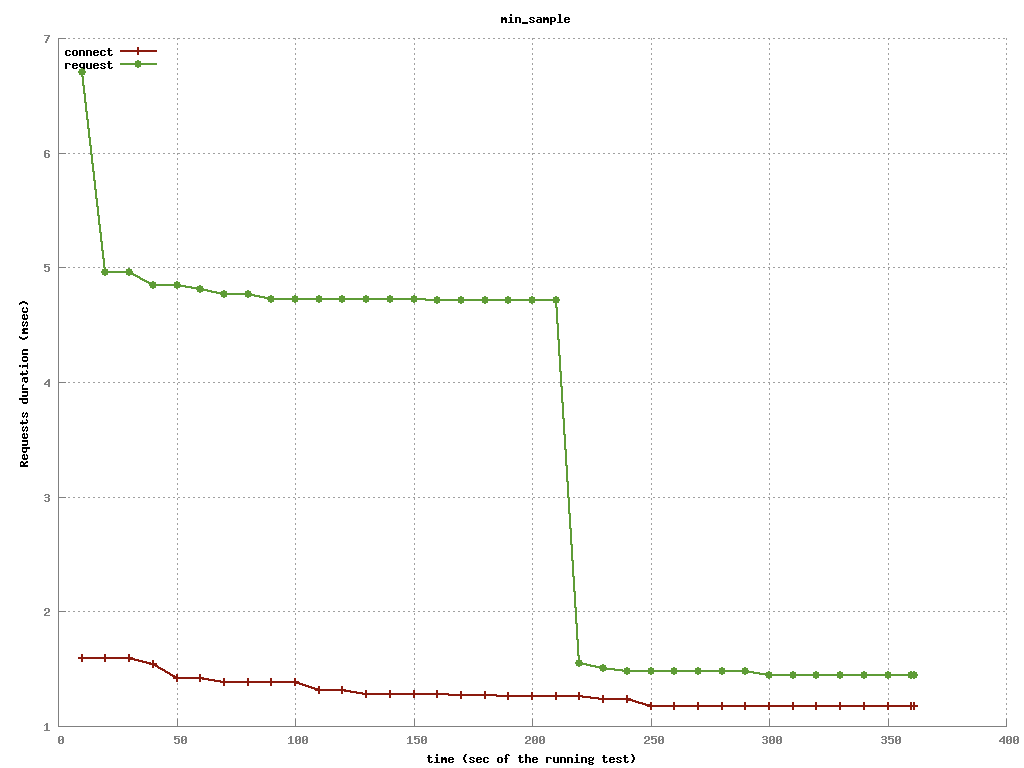 min_sample
connect
request
7
6
5
4
3
2
1
Requests duration (msec)
0 50 100 150 200 250 300 350 400
time (sec of the running test)